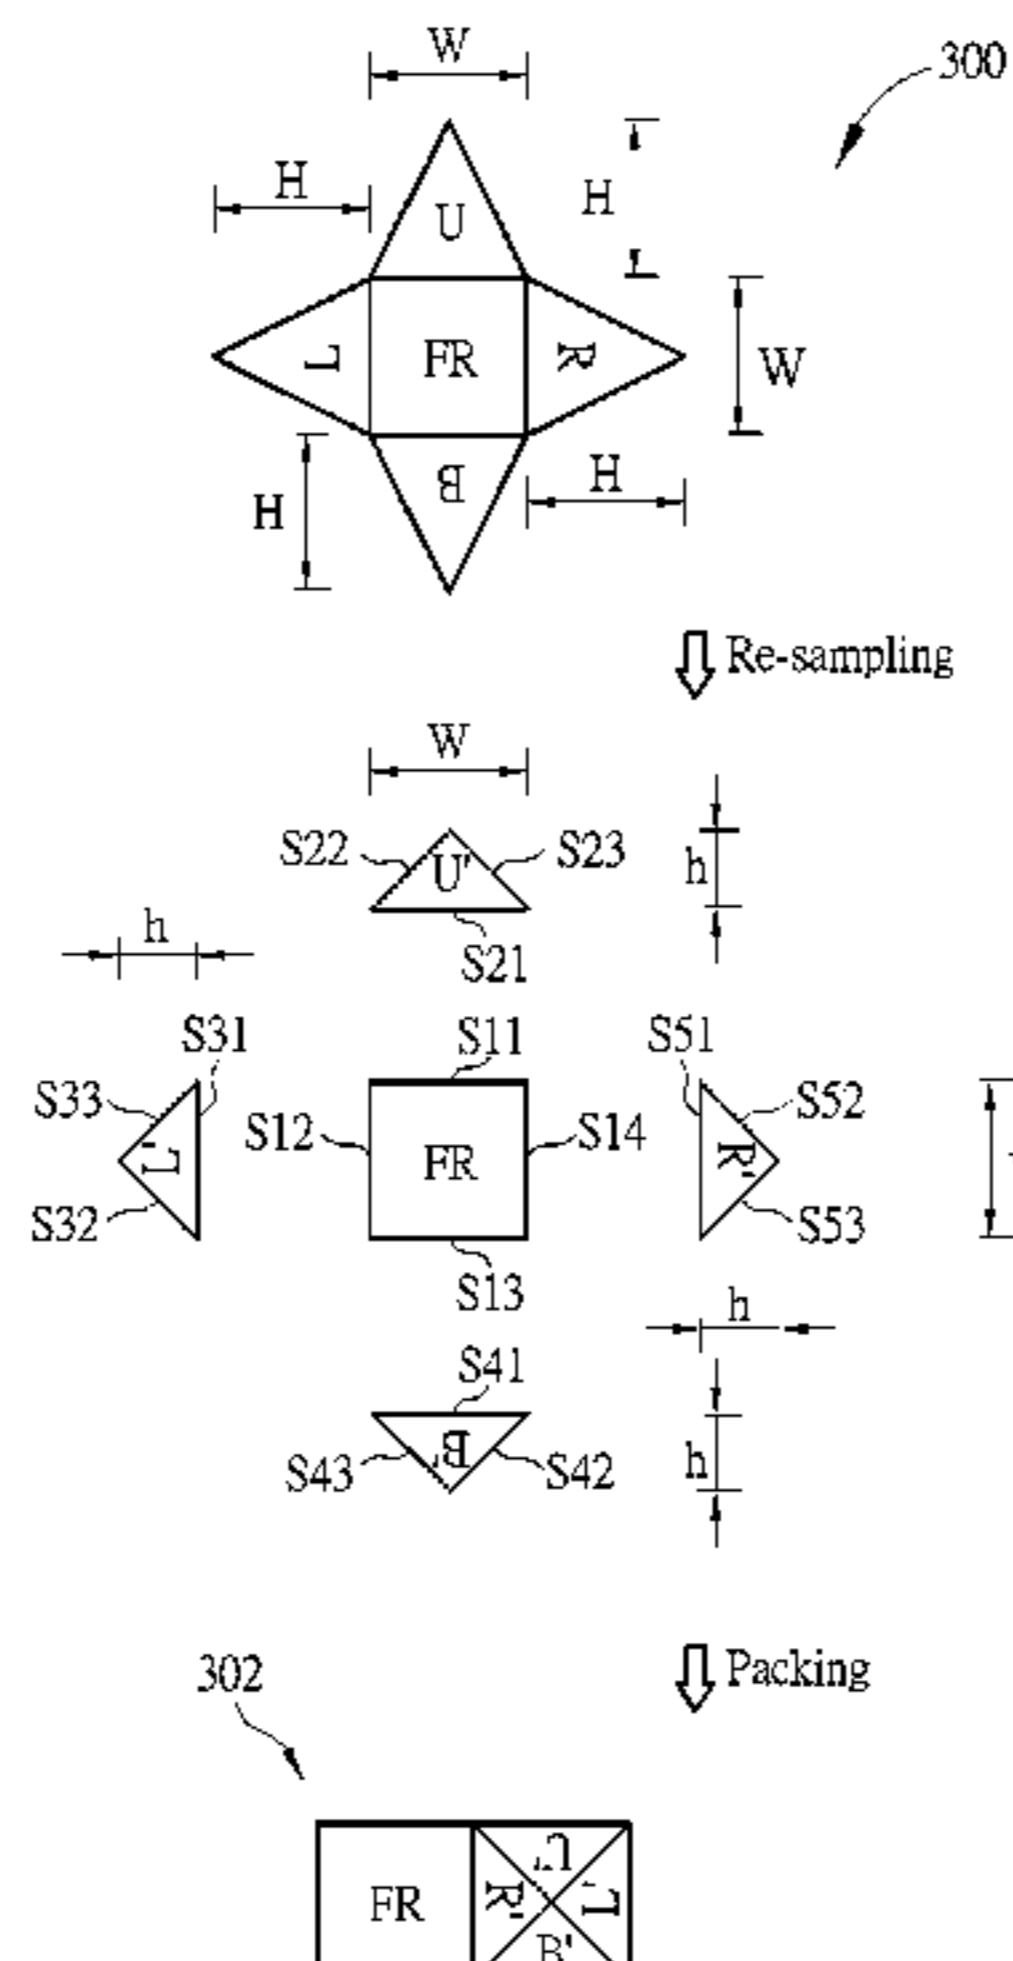 W
300
H
H
U
L
FR
R
W
B
H
H
Re-sampling
W
S22
U'
S23
h
h
S21
S31
S11
S51
S33
S52
S12
FR
S14
L'
R'
S32
S53
S13
h
S41
B'
S43
S42
h
302
Packing
U'
FR
R'
L'
B'